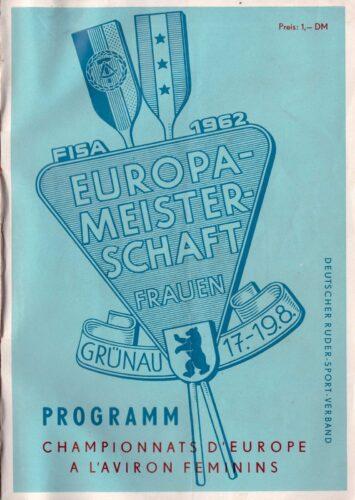 Preis: 1,– DM
FISA 1962
EUROPA-
MEISTER-
SCHAFT
FRAUEN
GRÜNAU 17.-19.8.
DEUTSCHER RUDER-SPORT-VERBAND
PROGRAMM
CHAMPIONNATS D'EUROPE
A L'AVIRON FEMININS